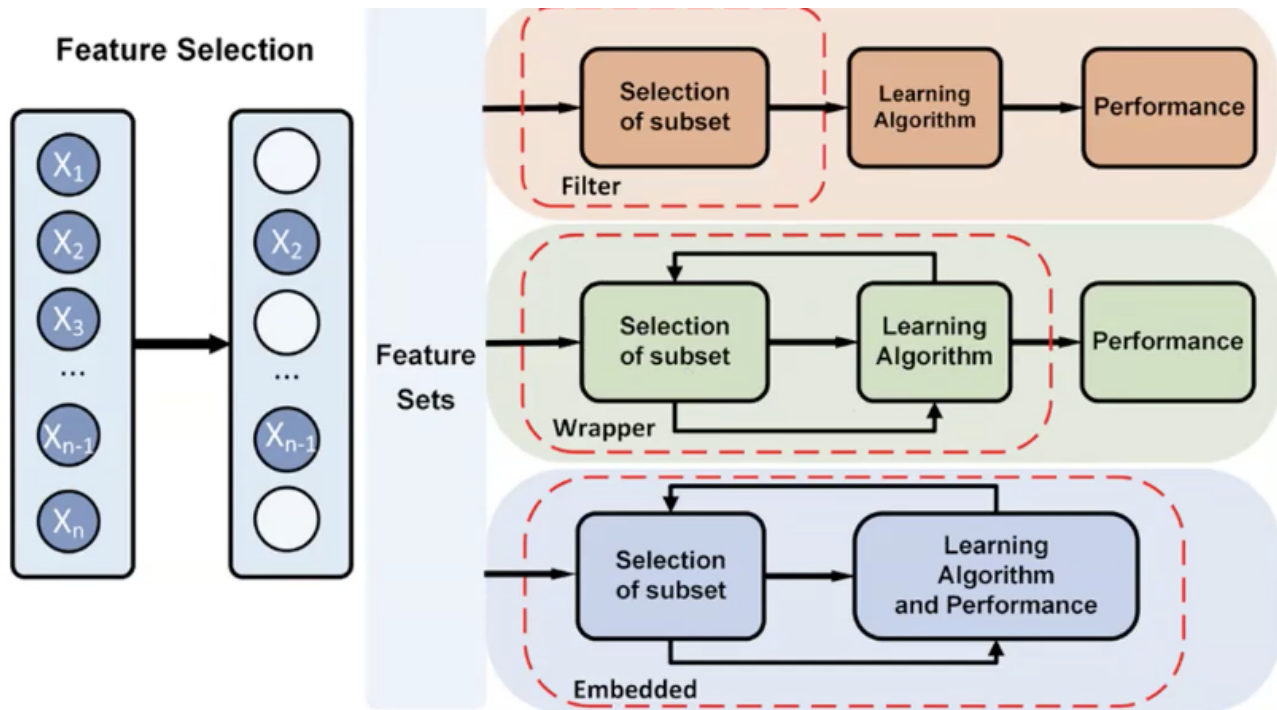 Feature Selection
X₁
X₂
X₃
...
Xₙ₋₁
Xₙ
X₂
...
Xₙ₋₁
Feature
Sets
Selection
of subset
Learning
Algorithm
Performance
Filter
Selection
of subset
Learning
Algorithm
Performance
Wrapper
Selection
of subset
Learning
Algorithm
and Performance
Embedded